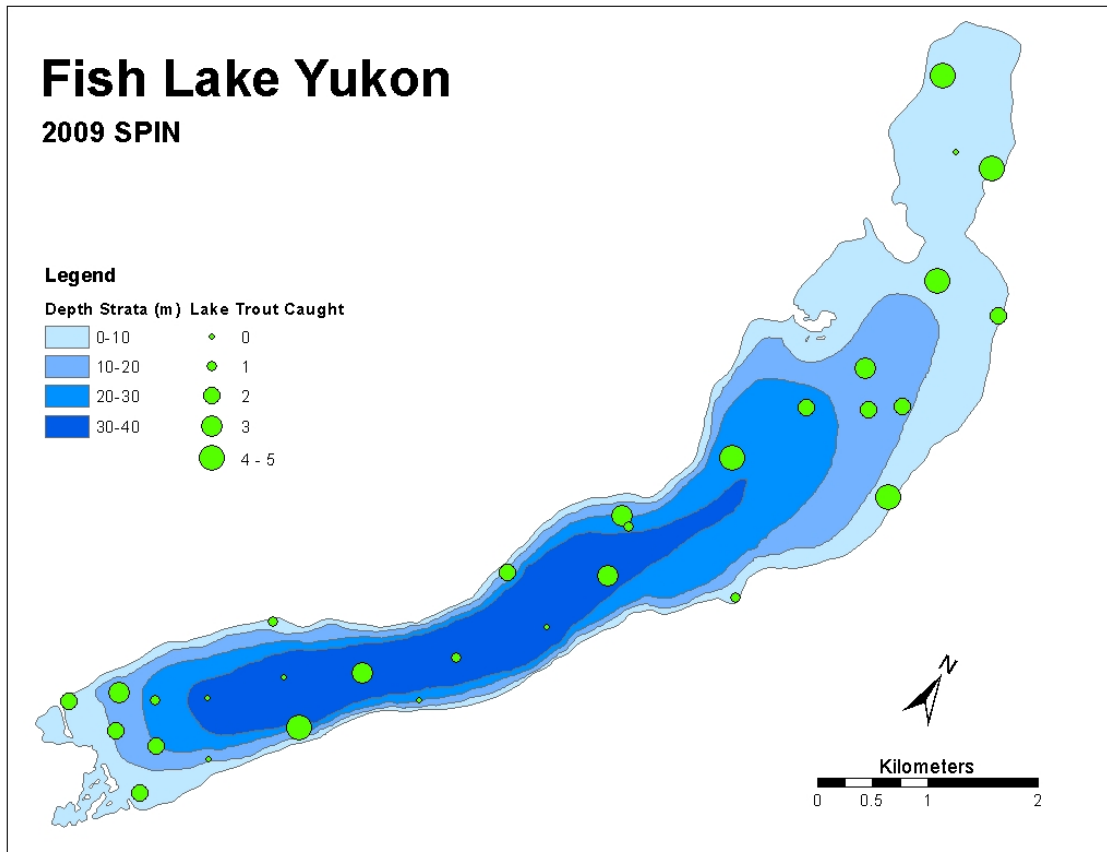 Fish Lake Yukon
2009 SPIN
Legend
Depth Strata (m) Lake Trout Caught
0-10 0
10-20 1
20-30 2
30-40 3
4 - 5
N
Kilometers
0 0.5 1 2